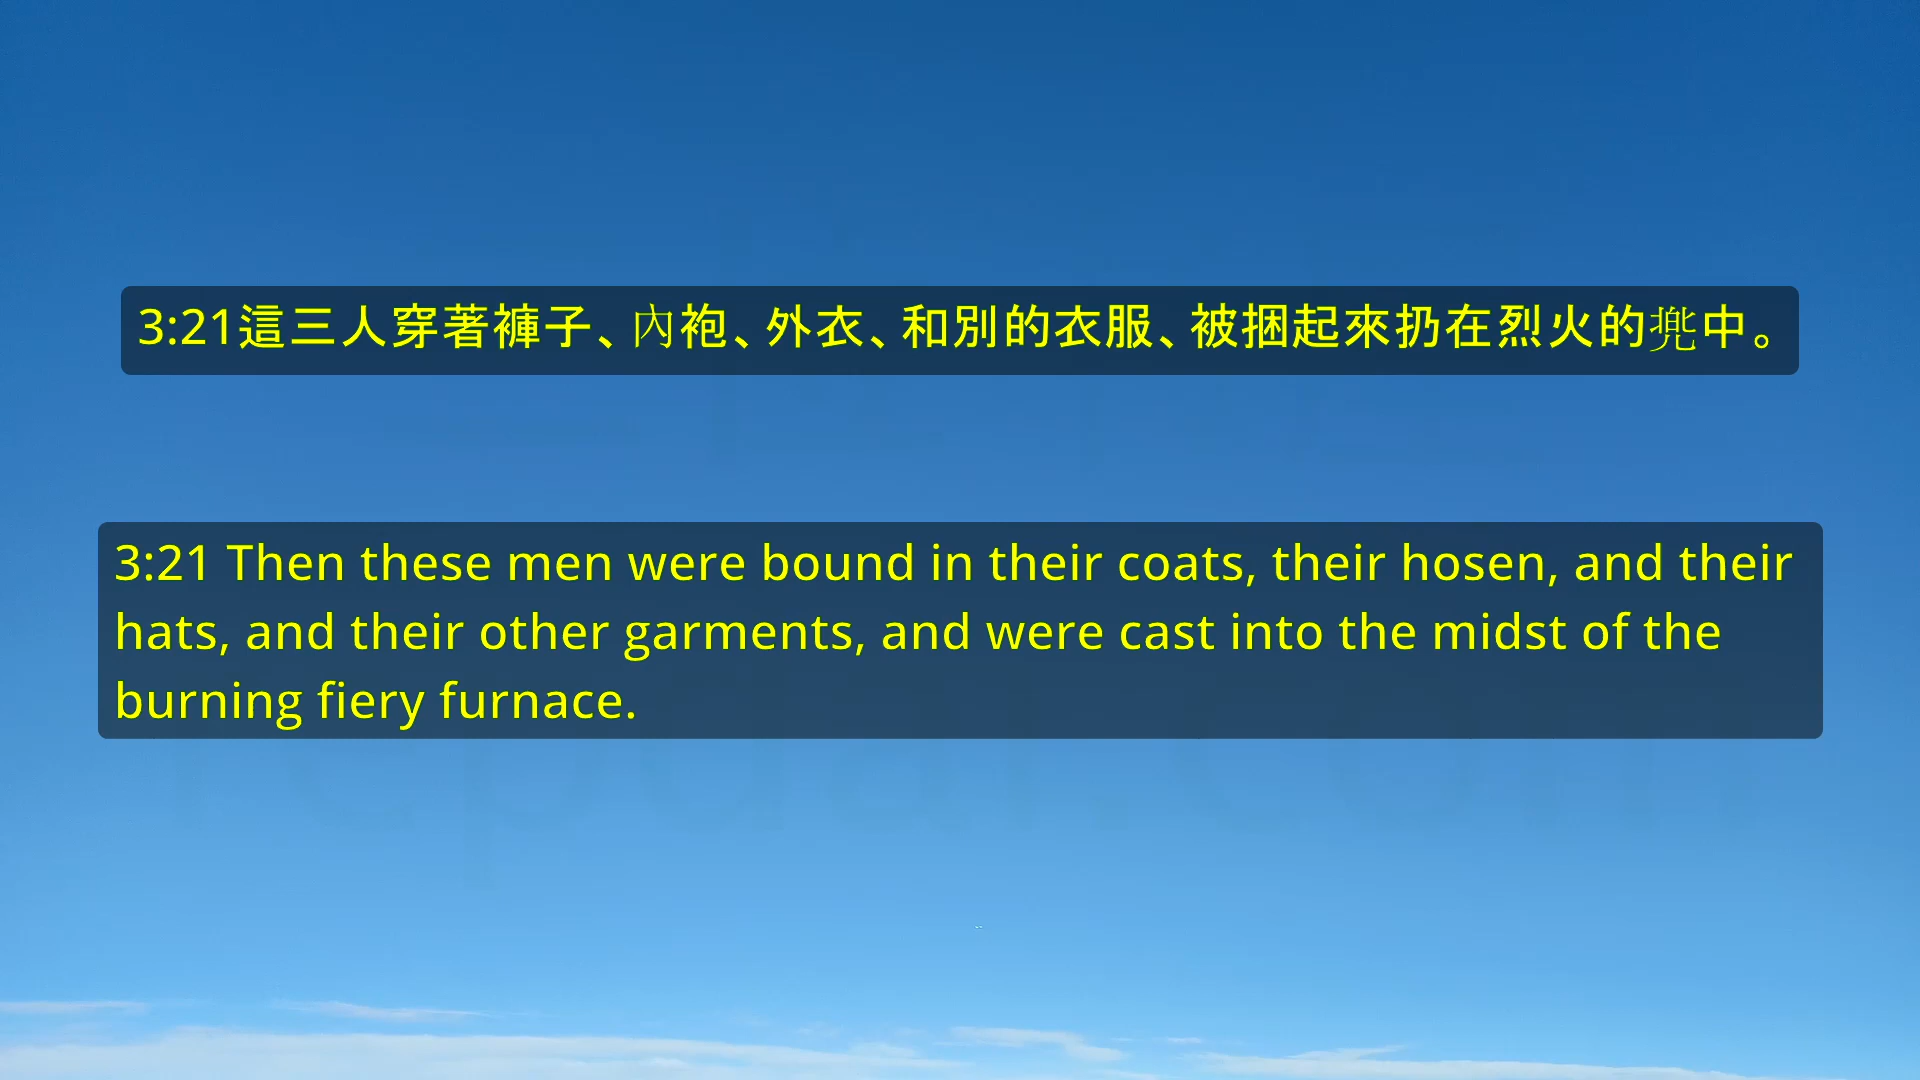 3:21這三人穿著褲子、內袍、外衣、和別的衣服、被捆起來扔在烈火的兠中。
3:21 Then these men were bound in their coats, their hosen, and their
hats, and their other garments, and were cast into the midst of the
burning fiery furnace.